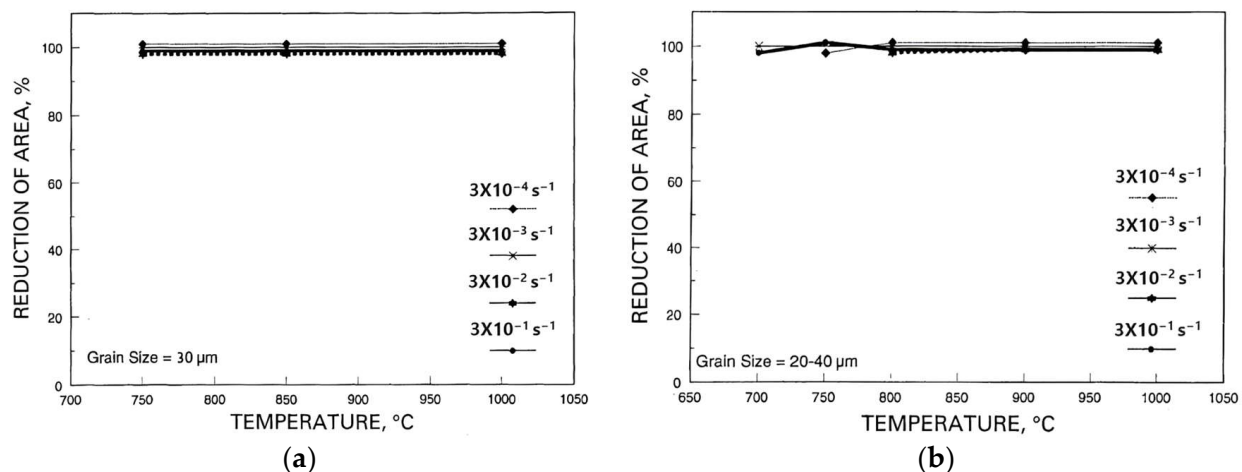 REDUCTION OF AREA, %
100
80
60
40
20
0
3X10⁻⁴ s⁻¹
3X10⁻³ s⁻¹
3X10⁻² s⁻¹
3X10⁻¹ s⁻¹
Grain Size = 30 µm
700 750 800 850 900 950 1000 1050
TEMPERATURE, °C
(a)
REDUCTION OF AREA, %
100
80
60
40
20
0
3X10⁻⁴ s⁻¹
3X10⁻³ s⁻¹
3X10⁻² s⁻¹
3X10⁻¹ s⁻¹
Grain Size = 20-40 µm
650 700 750 800 850 900 950 1000 1050
TEMPERATURE, °C
(b)